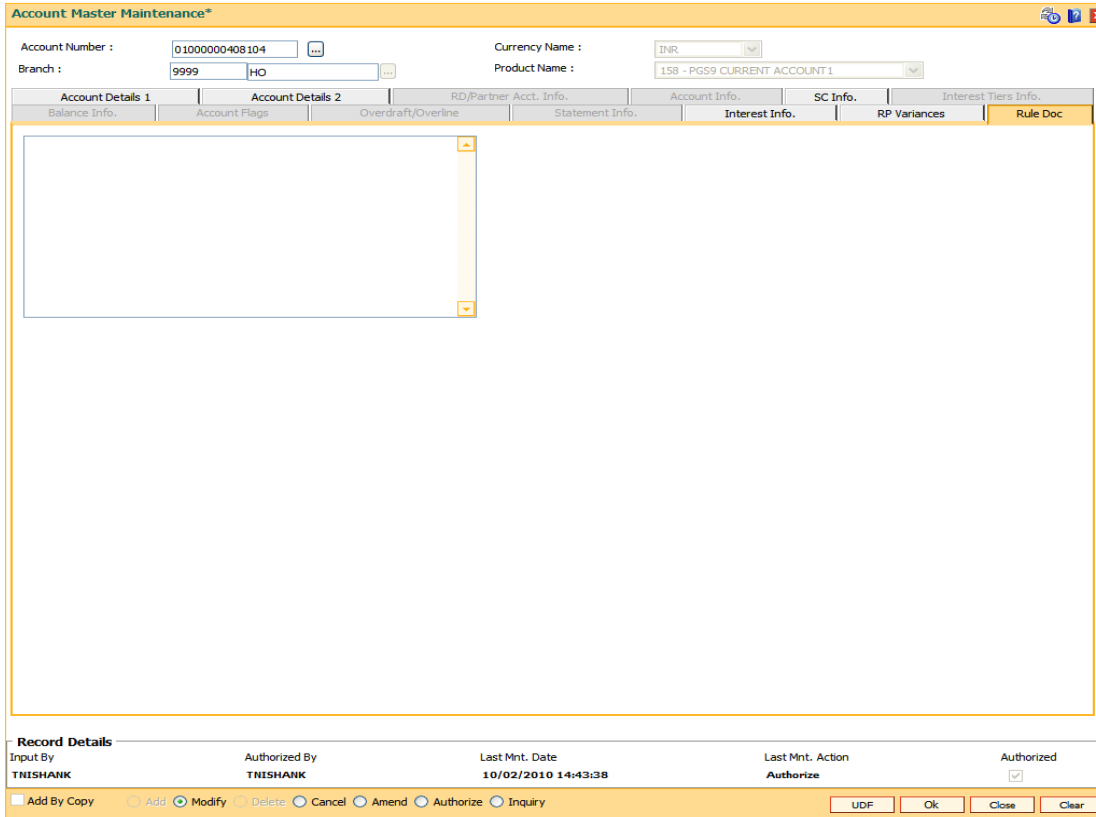 Account Master Maintenance*
Account Number : 01000000408104 ... Currency Name : INR
Branch : 9999 HO ... Product Name : 158 - PGS9 CURRENT ACCOUNT1
Account Details 1 Account Details 2 RD/Partner Acct. Info. Account Info. SC Info. Interest Tiers Info.
Balance Info. Account Flags Overdraft/Overline Statement Info. Interest Info. RP Variances Rule Doc
Record Details
Input By Authorized By Last Mnt. Date Last Mnt. Action Authorized
TNISHANK TNISHANK 10/02/2010 14:43:38 Authorize
Add By Copy Add Modify Delete Cancel Amend Authorize Inquiry UDF Ok Close Clear